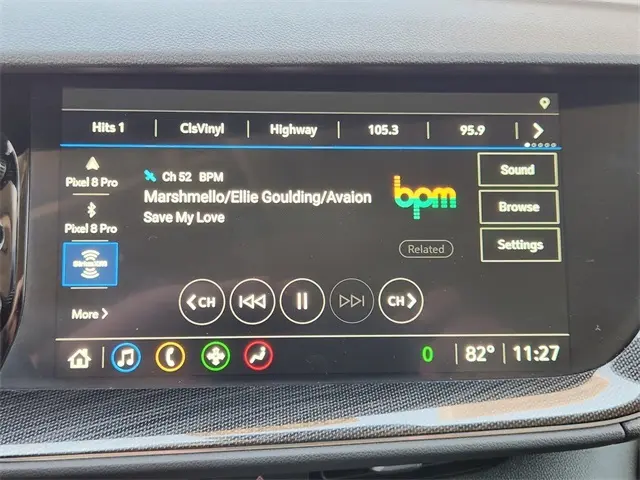 Hits 1 ClsVinyl Highway 105.3 95.9
Pixel 8 Pro
Pixel 8 Pro
SiriusXM
More
Ch 52 BPM
Marshmello/Ellie Goulding/Avaion
Save My Love
bpm
Related
Sound
Browse
Settings
CH
CH
0 82° 11:27